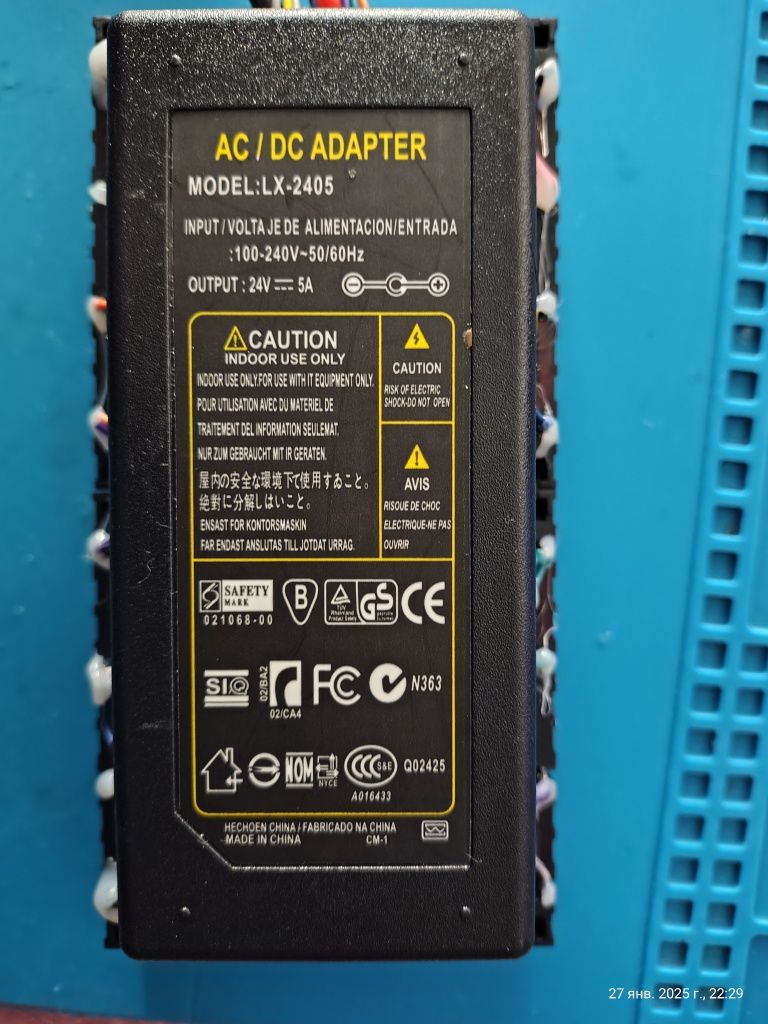 AC / DC ADAPTER
MODEL:LX-2405
INPUT/VOLTAJE DE ALIMENTACION/ENTRADA
:100-240V~50/60Hz
OUTPUT : 24V ⎓ 5A
CAUTION
INDOOR USE ONLY
INDOOR USE ONLY.FOR USE WITH IT EQUIPMENT ONLY.
POUR UTILISATION AVEC DU MATERIEL DE
TRAITEMENT DEL INFORMATION SEULEMAT.
NUR ZUM GEBRAUCHT MIT IR GERATEN.
屋内の安全な環境下て使用すゐこと。
絶對に分解しはいこと。
ENSAST FOR KONTORSMASKIN
FAR ENDAST ANSLUTAS TILL JOTDAT URRAG.
CAUTION
RISK OF ELECTRIC
SHOCK-DO NOT OPEN
AVIS
RISOUE DE CHOC
ELECTRIQUE-NE PAS
OUVRIR
SAFETY
MARK
021068-00
B
TUV
GS
CE
SIQ
02/BA2
02/CA4
FC
N363
NOM
NYCE
CCC S&E
Q02425
A016433
HECHOEN CHINA / FABRICADO NA CHINA
MADE IN CHINA
CM-1
27 янв. 2025 г., 22:29